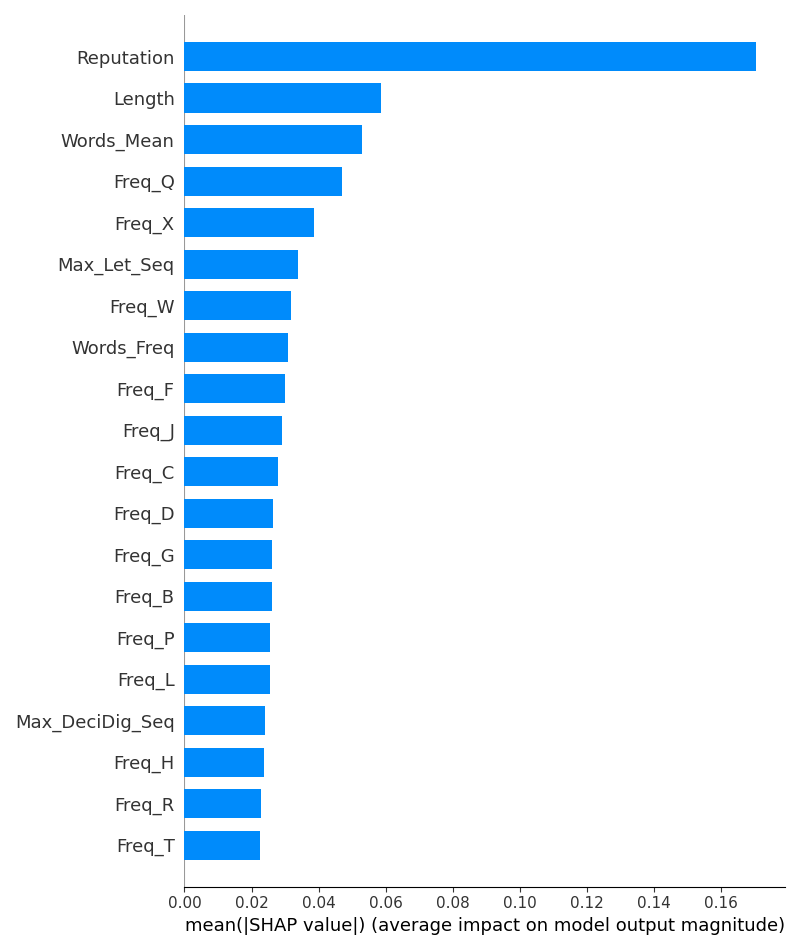 Reputation
Length
Words_Mean
Freq_Q
Freq_X
Max_Let_Seq
Freq_W
Words_Freq
Freq_F
Freq_J
Freq_C
Freq_D
Freq_G
Freq_B
Freq_P
Freq_L
Max_DeciDig_Seq
Freq_H
Freq_R
Freq_T
0.00 0.02 0.04 0.06 0.08 0.10 0.12 0.14 0.16
mean(|SHAP value|) (average impact on model output magnitude)